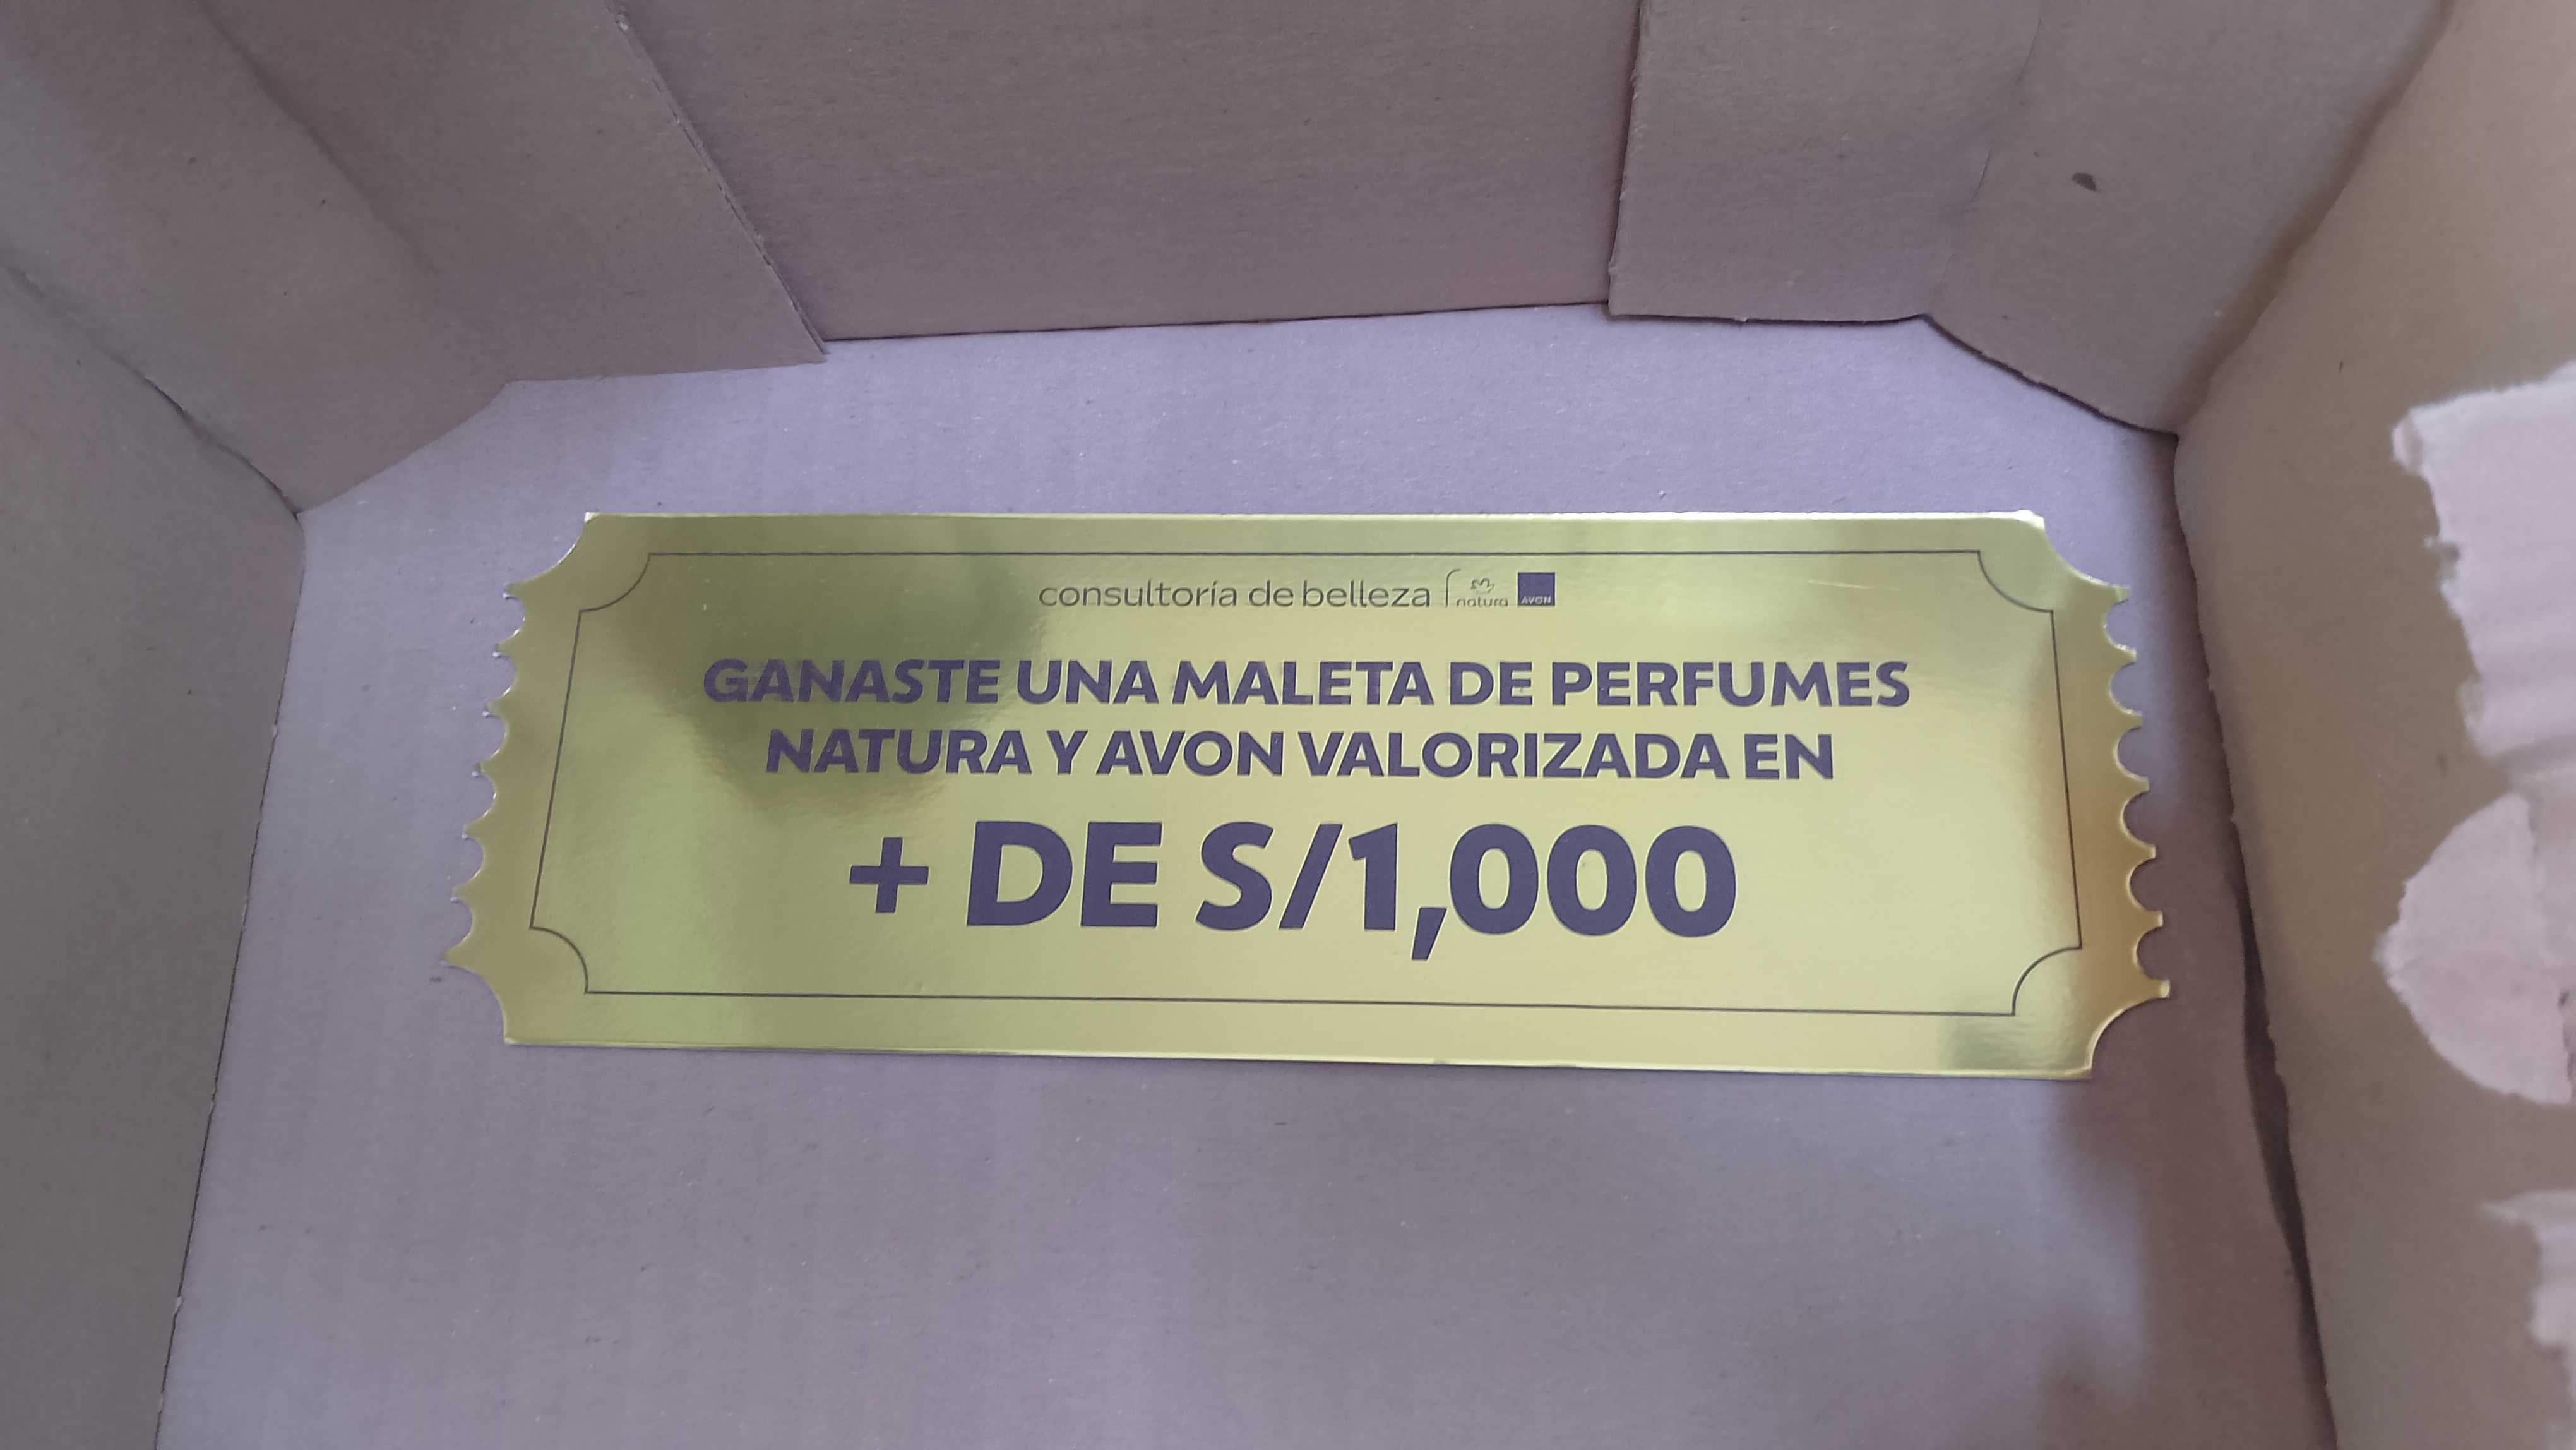 consultoría de belleza natura AVON
GANASTE UNA MALETA DE PERFUMES
NATURA Y AVON VALORIZADA EN
+ DE S/1,000